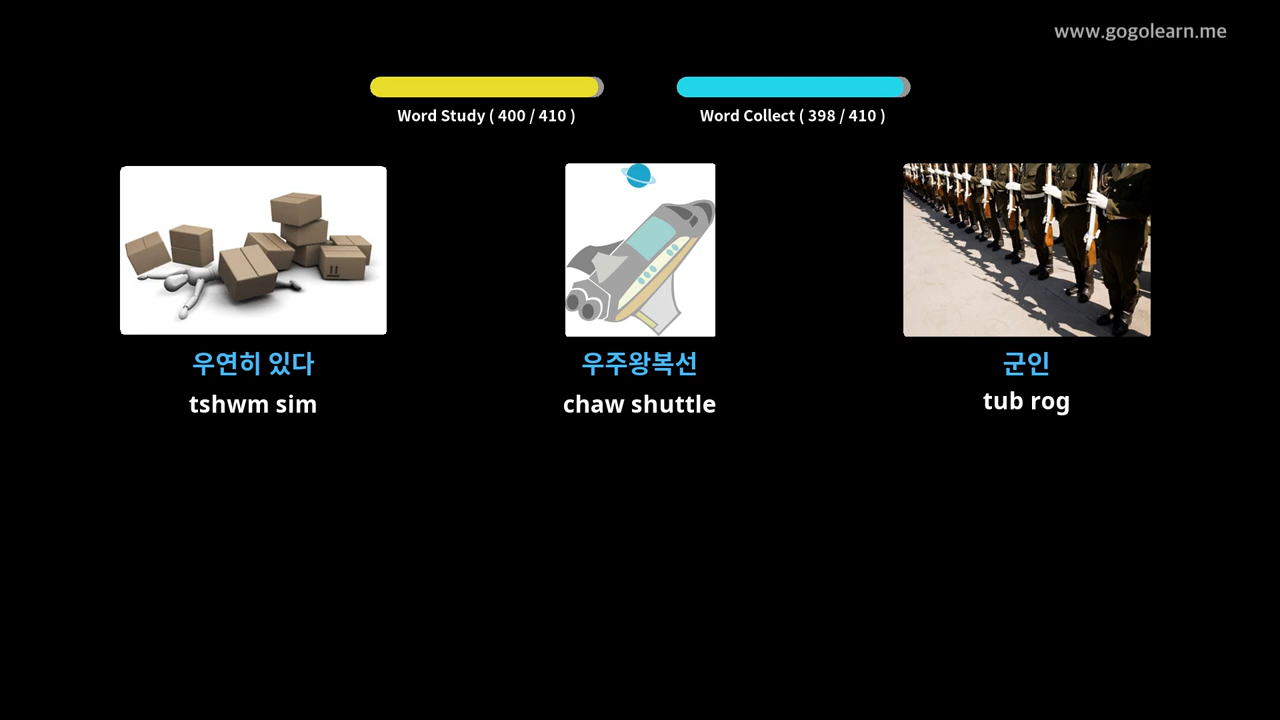 www.gogolearn.me
Word Study ( 400 / 410 )
Word Collect ( 398 / 410 )
우연히 있다
우주왕복선
군인
tshwm sim
chaw shuttle
tub rog